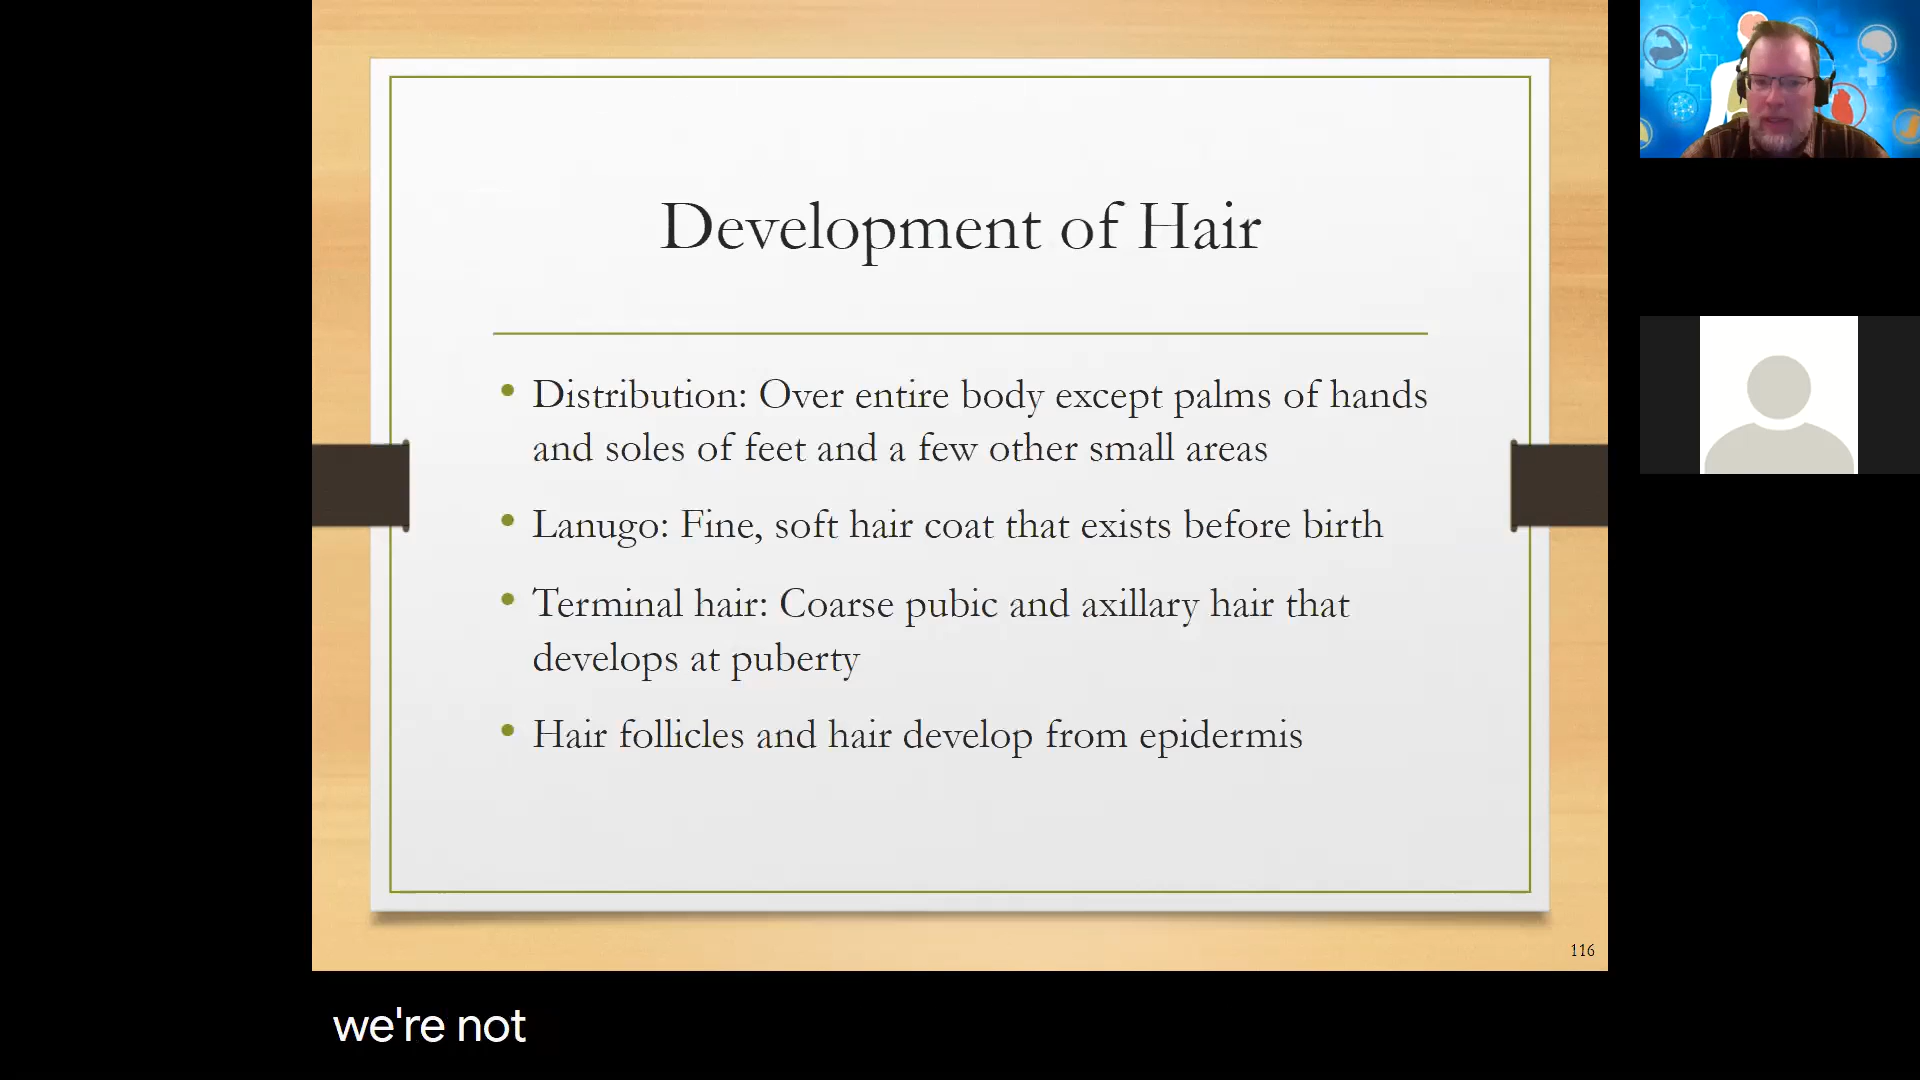 Development of Hair
• Distribution: Over entire body except palms of hands
and soles of feet and a few other small areas
• Lanugo: Fine, soft hair coat that exists before birth
• Terminal hair: Coarse pubic and axillary hair that
develops at puberty
• Hair follicles and hair develop from epidermis
116
we're not